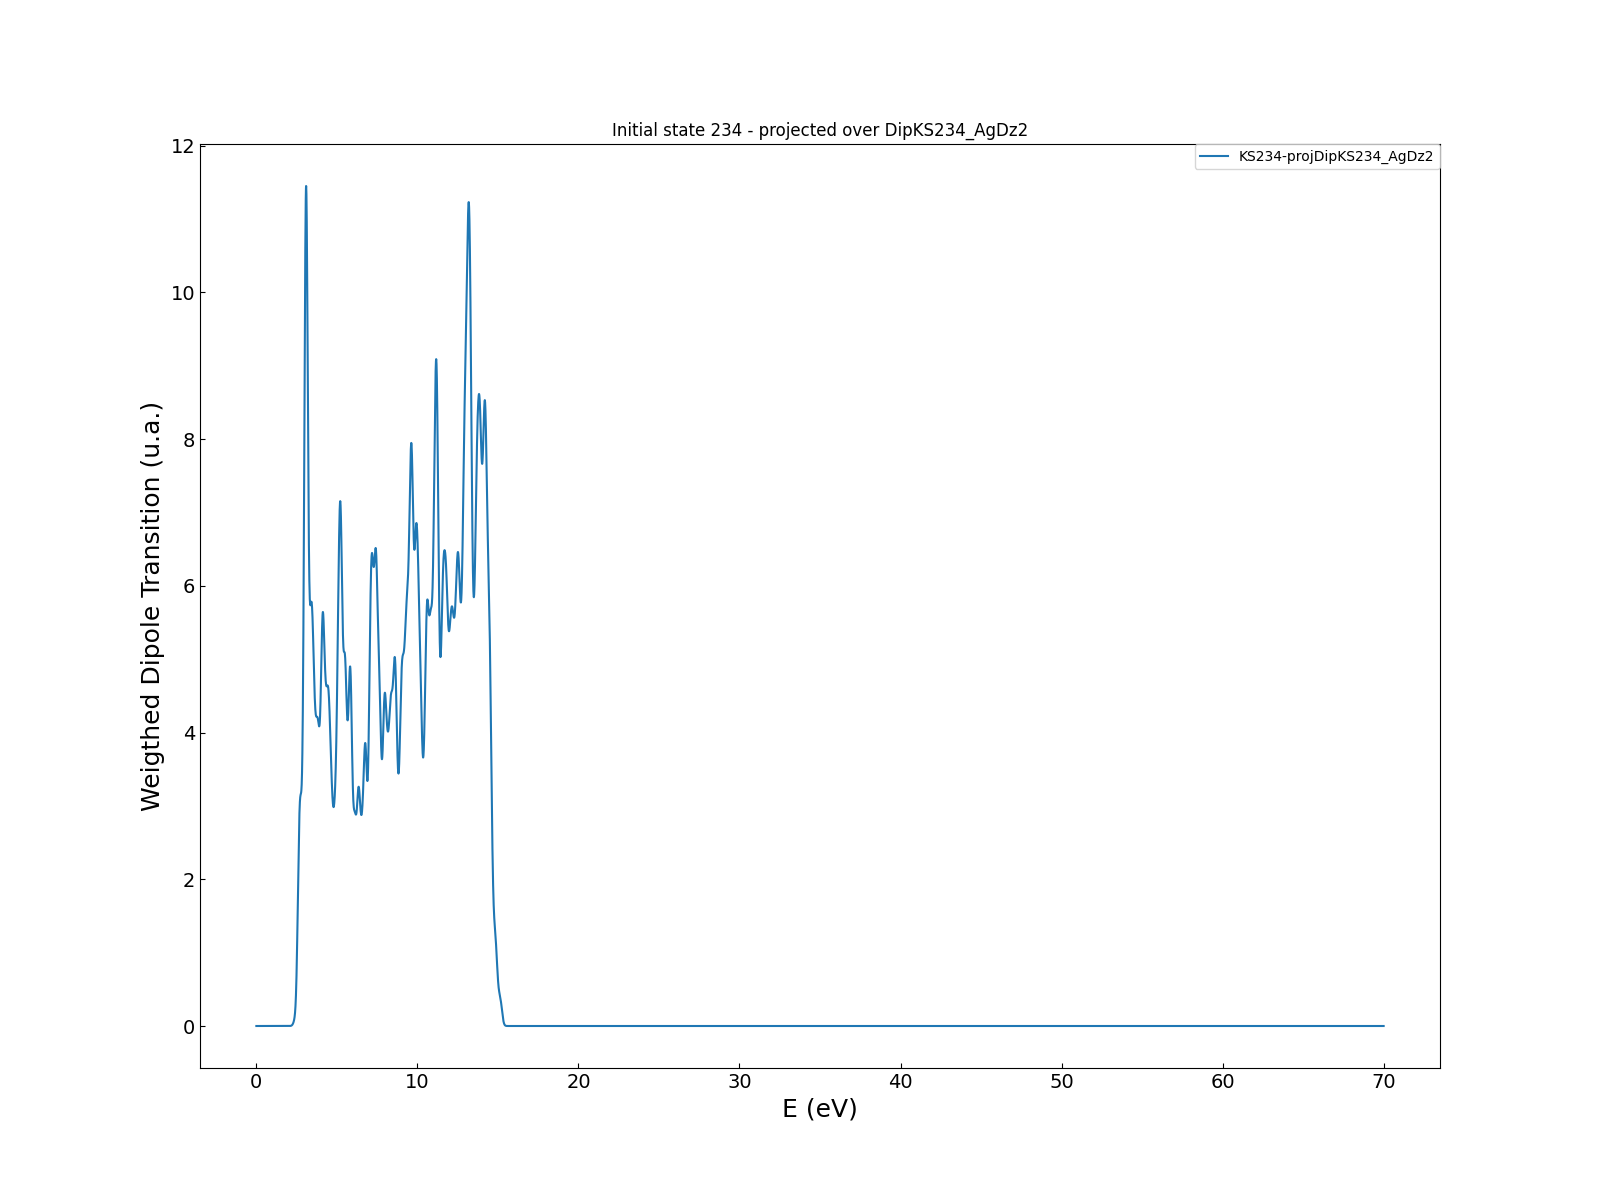 Initial state 234 - projected over DipKS234_AgDz2
KS234-projDipKS234_AgDz2
Weigthed Dipole Transition (u.a.)
12
10
8
6
4
2
0
0 10 20 30 40 50 60 70
E (eV)